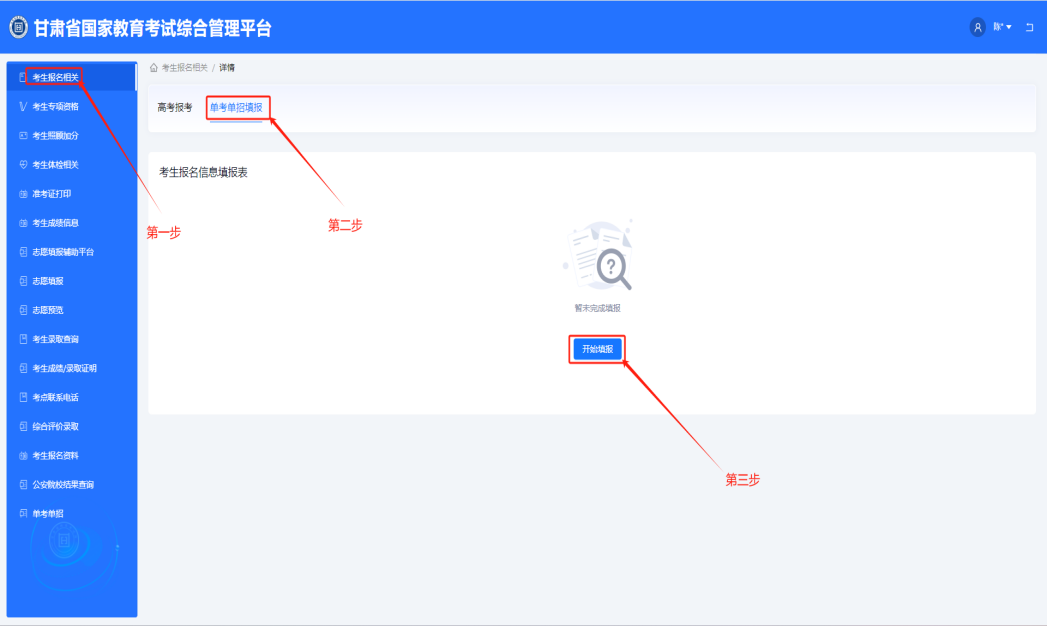 甘肃省国家教育考试综合管理平台
陈*
考生报名相关
考生专项资格
考生照顾加分
考生体检相关
准考证打印
考生成绩信息
志愿填报辅助平台
志愿填报
志愿预览
考生录取查询
考生成绩/录取证明
考点联系电话
综合评价录取
考生报名资料
公安院校结果查询
单考单招
考生报名相关 / 详情
高考报考 单考单招填报
考生报名信息填报表
第一步
第二步
暂未完成填报
开始填报
第三步